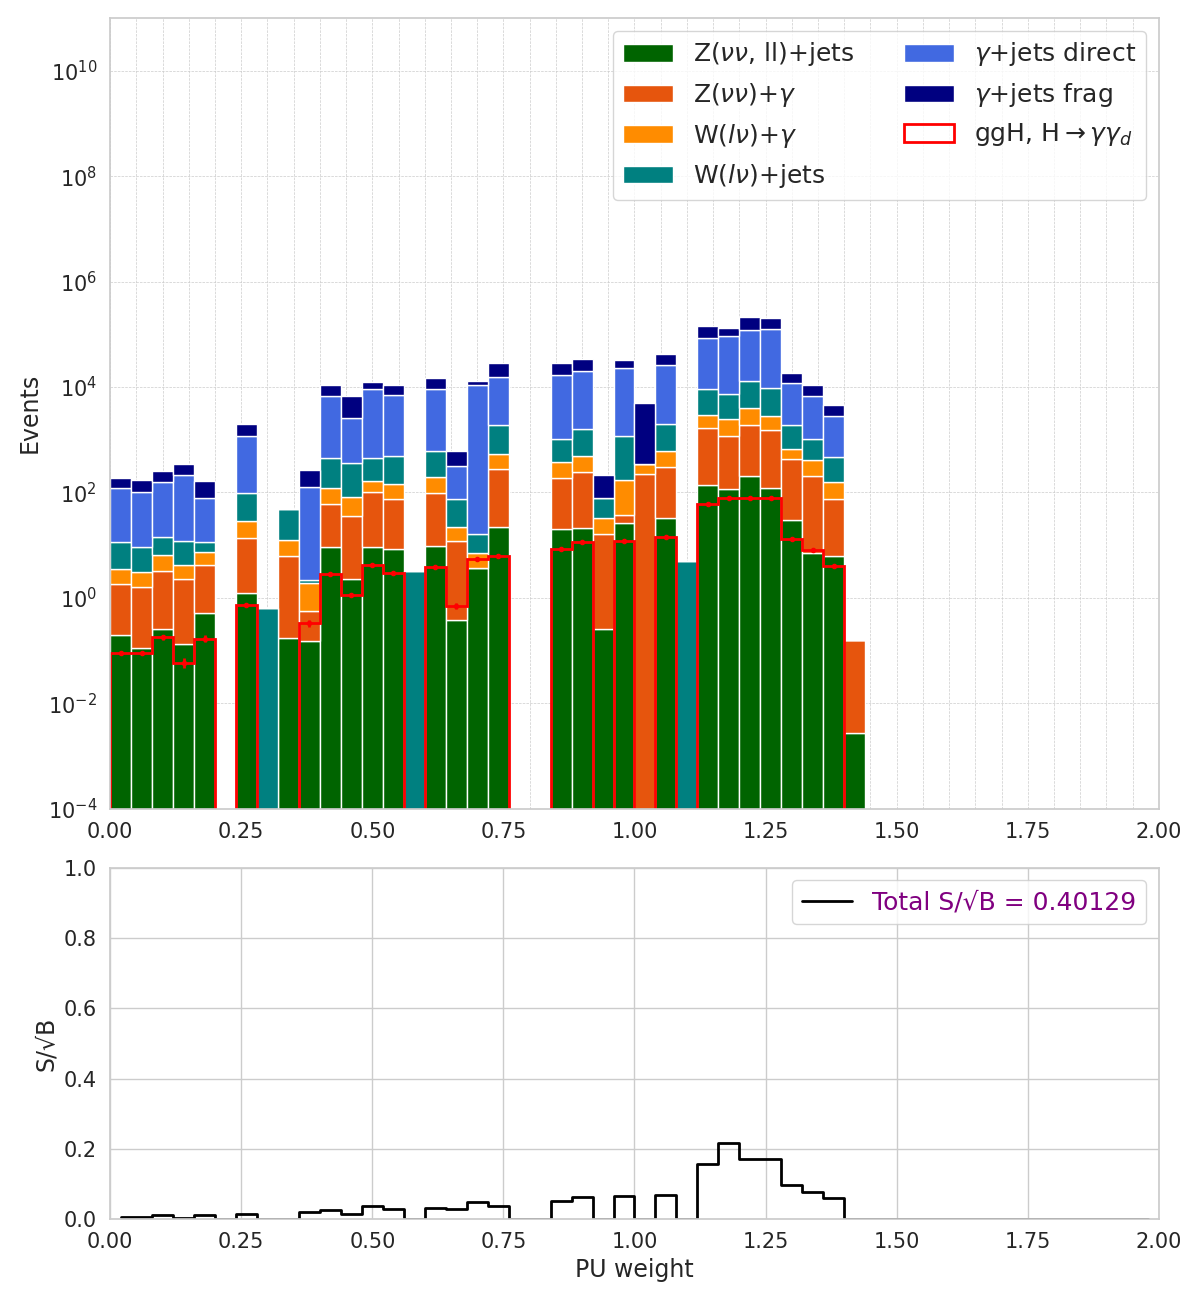 Z(νν, ll)+jets
Z(νν)+γ
W(lν)+γ
W(lν)+jets
γ+jets direct
γ+jets frag
ggH, H→γγ_d
Events
10^10
10^8
10^6
10^4
10^2
10^0
10^−2
10^−4
0.00 0.25 0.50 0.75 1.00 1.25 1.50 1.75 2.00
Total S/√B = 0.40129
S/√B
1.0
0.8
0.6
0.4
0.2
0.0
0.00 0.25 0.50 0.75 1.00 1.25 1.50 1.75 2.00
PU weight